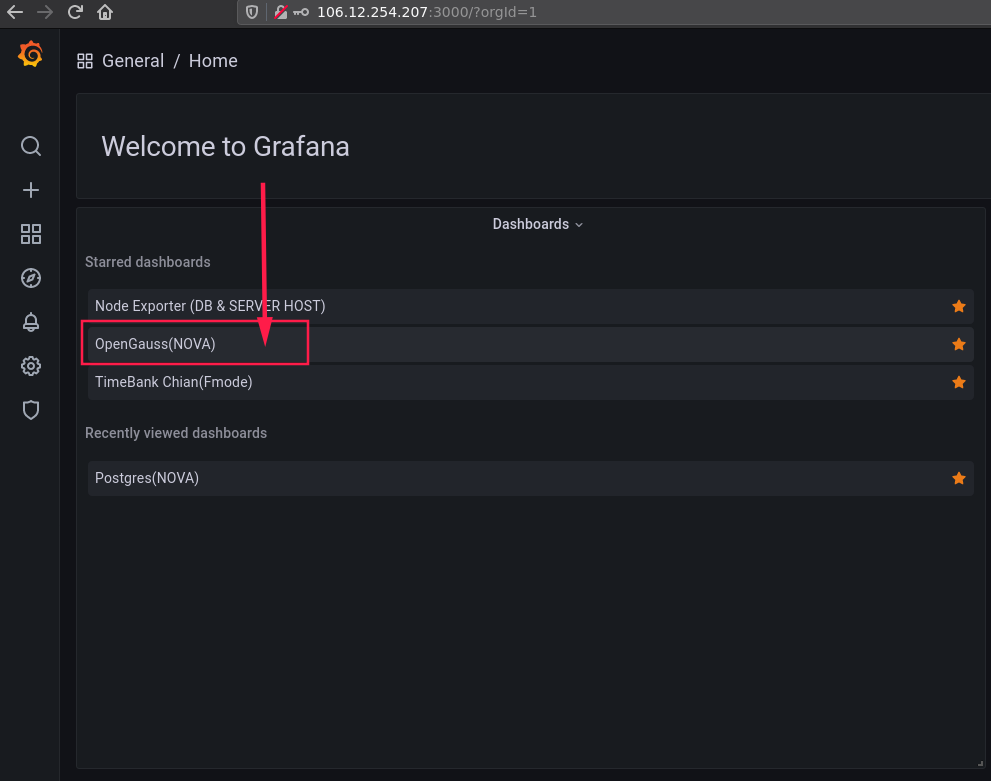 106.12.254.207:3000/?orgId=1
General / Home
Welcome to Grafana
Dashboards
Starred dashboards
Node Exporter (DB & SERVER HOST)
OpenGauss(NOVA)
TimeBank Chian(Fmode)
Recently viewed dashboards
Postgres(NOVA)